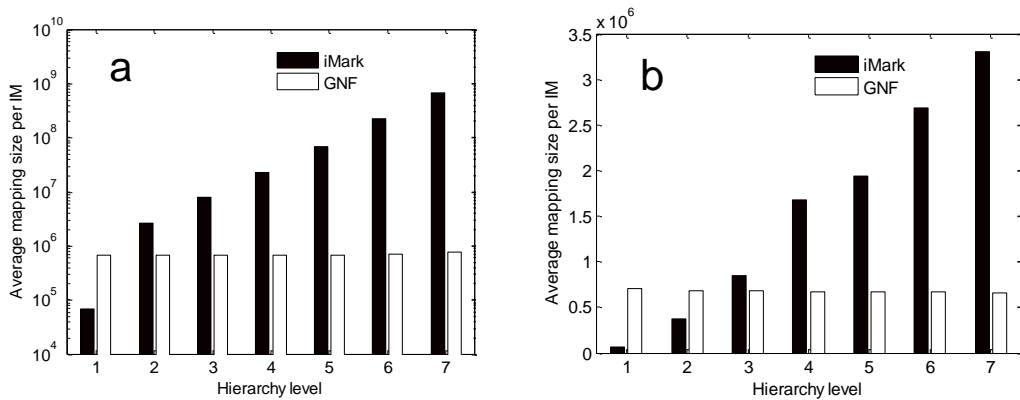 a
iMark
GNF
Average mapping size per IM
10^10
10^9
10^8
10^7
10^6
10^5
10^4
1 2 3 4 5 6 7
Hierarchy level
b
iMark
GNF
Average mapping size per IM
x 10^6
3.5
3
2.5
2
1.5
1
0.5
0
1 2 3 4 5 6 7
Hierarchy level